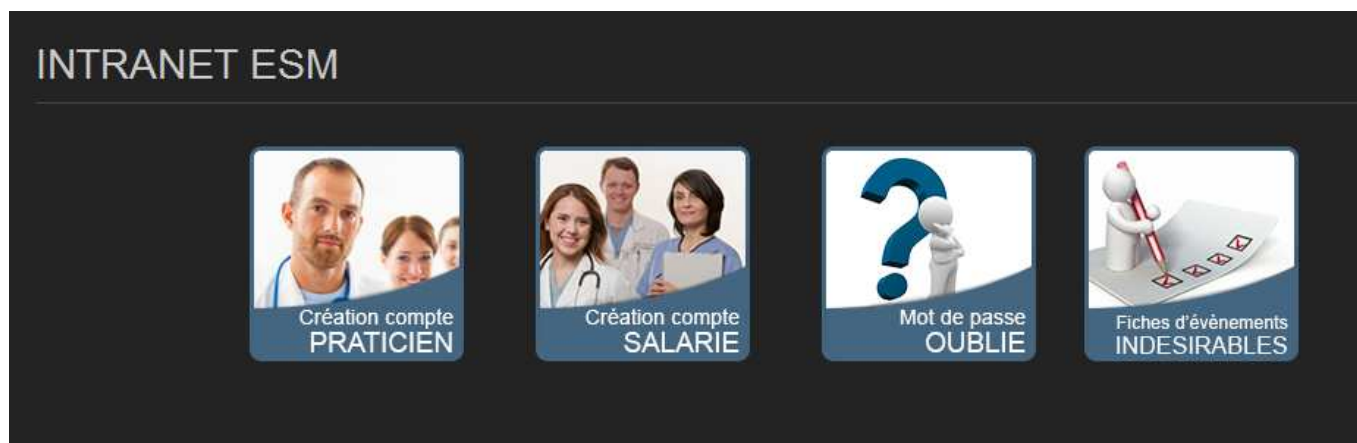 INTRANET ESM
Création compte
PRATICIEN
Création compte
SALARIE
Mot de passe
OUBLIE
Fiches d'évènements
INDESIRABLES